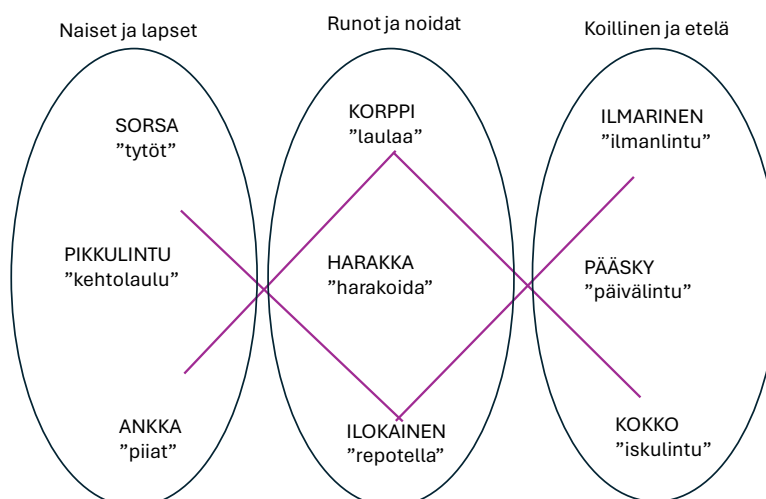 Naiset ja lapset
Runot ja noidat
Koillinen ja etelä
SORSA
"tytöt"
PIKKULINTU
"kehtolaulu"
ANKKA
"piiat"
KORPPI
"laulaa"
HARAKKA
"harakoida"
ILOKAINEN
"repotella"
ILMARINEN
"ilmanlintu"
PÄÄSKY
"päivälintu"
KOKKO
"iskulintu"